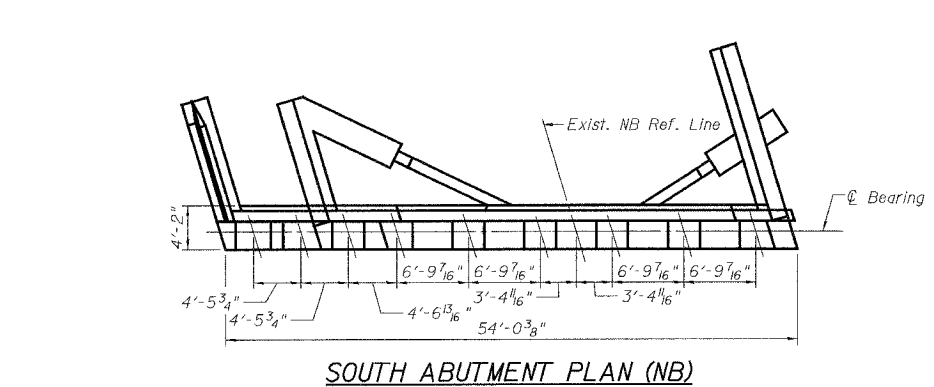 Exist. NB Ref. Line
℄ Bearing
4'-2"
6'-9 7/16" 6'-9 7/16" 6'-9 7/16" 6'-9 7/16"
4'-5 3/4" 3'-4 11/16" 3'-4 11/16"
4'-5 3/4" 4'-6 13/16"
54'-0 3/8"
SOUTH ABUTMENT PLAN (NB)